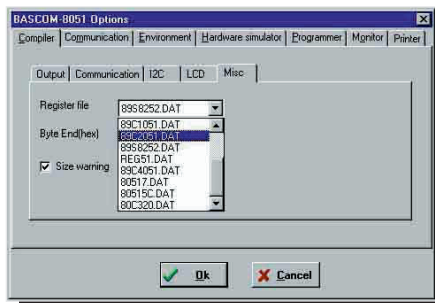 BASCOM-8051 Options
Compiler Communication Environment Hardware simulator Programmer Monitor Printer
Output Communication I2C LCD Misc
Register file 89S8252.DAT
89C1051.DAT
Byte End(hex) 89C2051.DAT
89S8252.DAT
REG51.DAT
Size warning 89C4051.DAT
80517.DAT
80515C.DAT
80C320.DAT
Ok Cancel